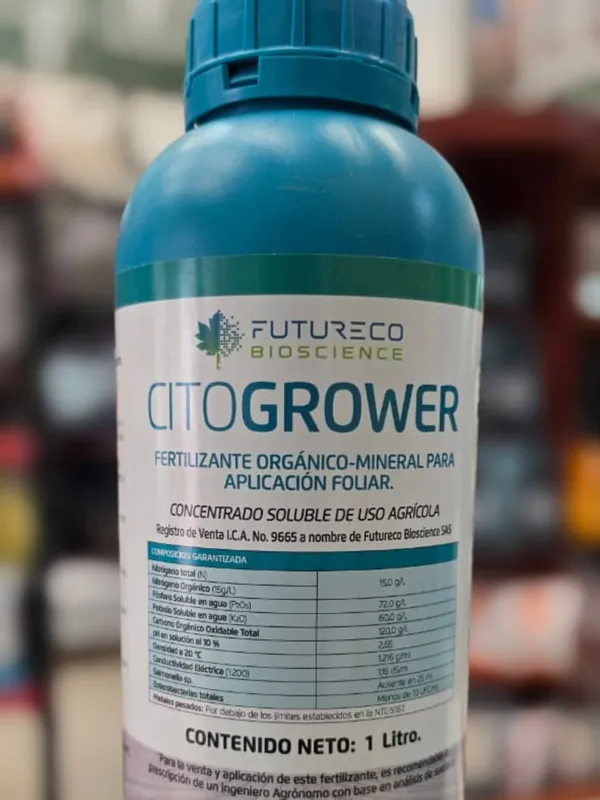 FUTURECO
BIOSCIENCE
CITOGROWER
FERTILIZANTE ORGÁNICO-MINERAL PARA
APLICACIÓN FOLIAR.
CONCENTRADO SOLUBLE DE USO AGRÍCOLA
Registro de Venta I.C.A. No. 9665 a nombre de Futureco Bioscience SAS
COMPOSICIÓN GARANTIZADA
Nitrógeno total (N) 15,0 g/L
Nitrógeno Orgánico (15g/L)
Fósforo Soluble en agua (P2O5) 72,0 g/L
Potasio Soluble en agua (K2O) 60,0 g/L
Carbono Orgánico Oxidable Total 120,0 g/L
pH en solución al 10 % 2,65
Densidad a 20 °C 1,216 g/ml
Conductividad Eléctrica (1:200) 1,16 dS/m
Salmonella sp. Ausente en 25 ml
Enterobacterias totales Menos de 10 UFC/ml
Metales pesados: Por debajo de los límites establecidos en la NTC-5167
CONTENIDO NETO: 1 Litro.
"Para la venta y aplicación de este fertilizante, es recomendable
prescripción de un Ingeniero Agrónomo con base en análisis de